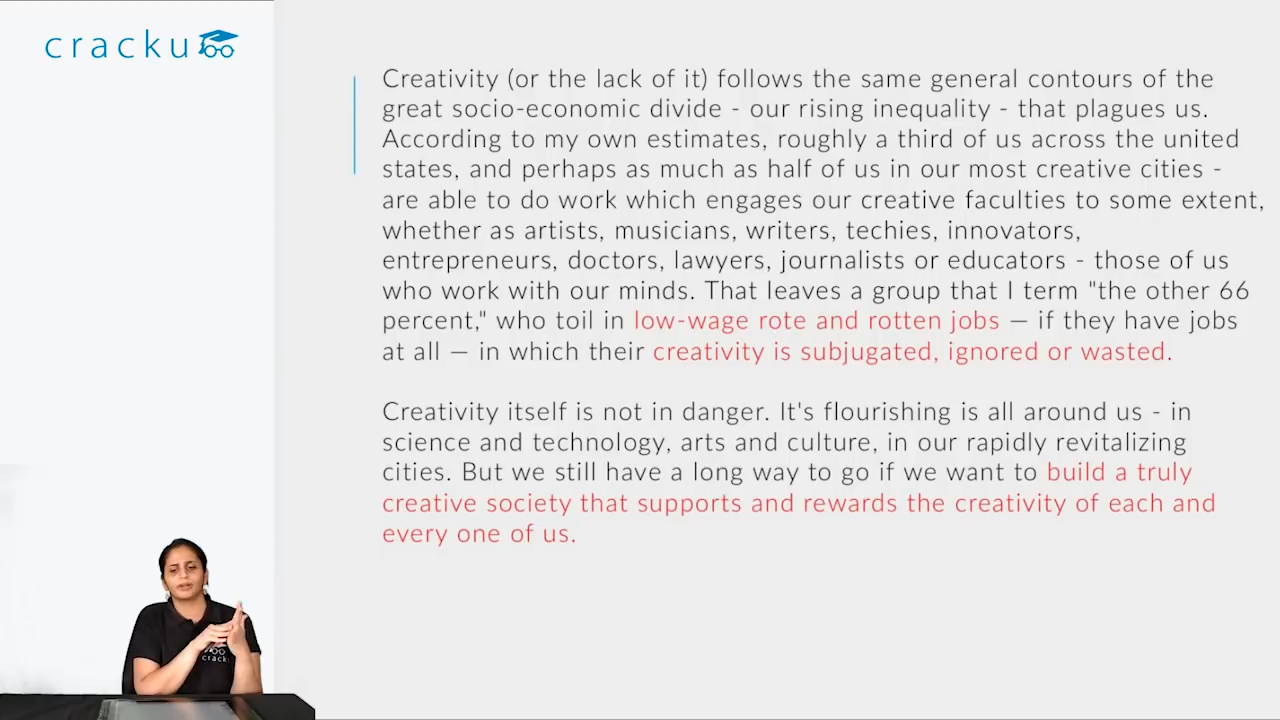 cracku
Creativity (or the lack of it) follows the same general contours of the
great socio-economic divide - our rising inequality - that plagues us.
According to my own estimates, roughly a third of us across the united
states, and perhaps as much as half of us in our most creative cities -
are able to do work which engages our creative faculties to some extent,
whether as artists, musicians, writers, techies, innovators,
entrepreneurs, doctors, lawyers, journalists or educators - those of us
who work with our minds. That leaves a group that I term "the other 66
percent," who toil in low-wage rote and rotten jobs — if they have jobs
at all — in which their creativity is subjugated, ignored or wasted.
Creativity itself is not in danger. It's flourishing is all around us - in
science and technology, arts and culture, in our rapidly revitalizing
cities. But we still have a long way to go if we want to build a truly
creative society that supports and rewards the creativity of each and
every one of us.